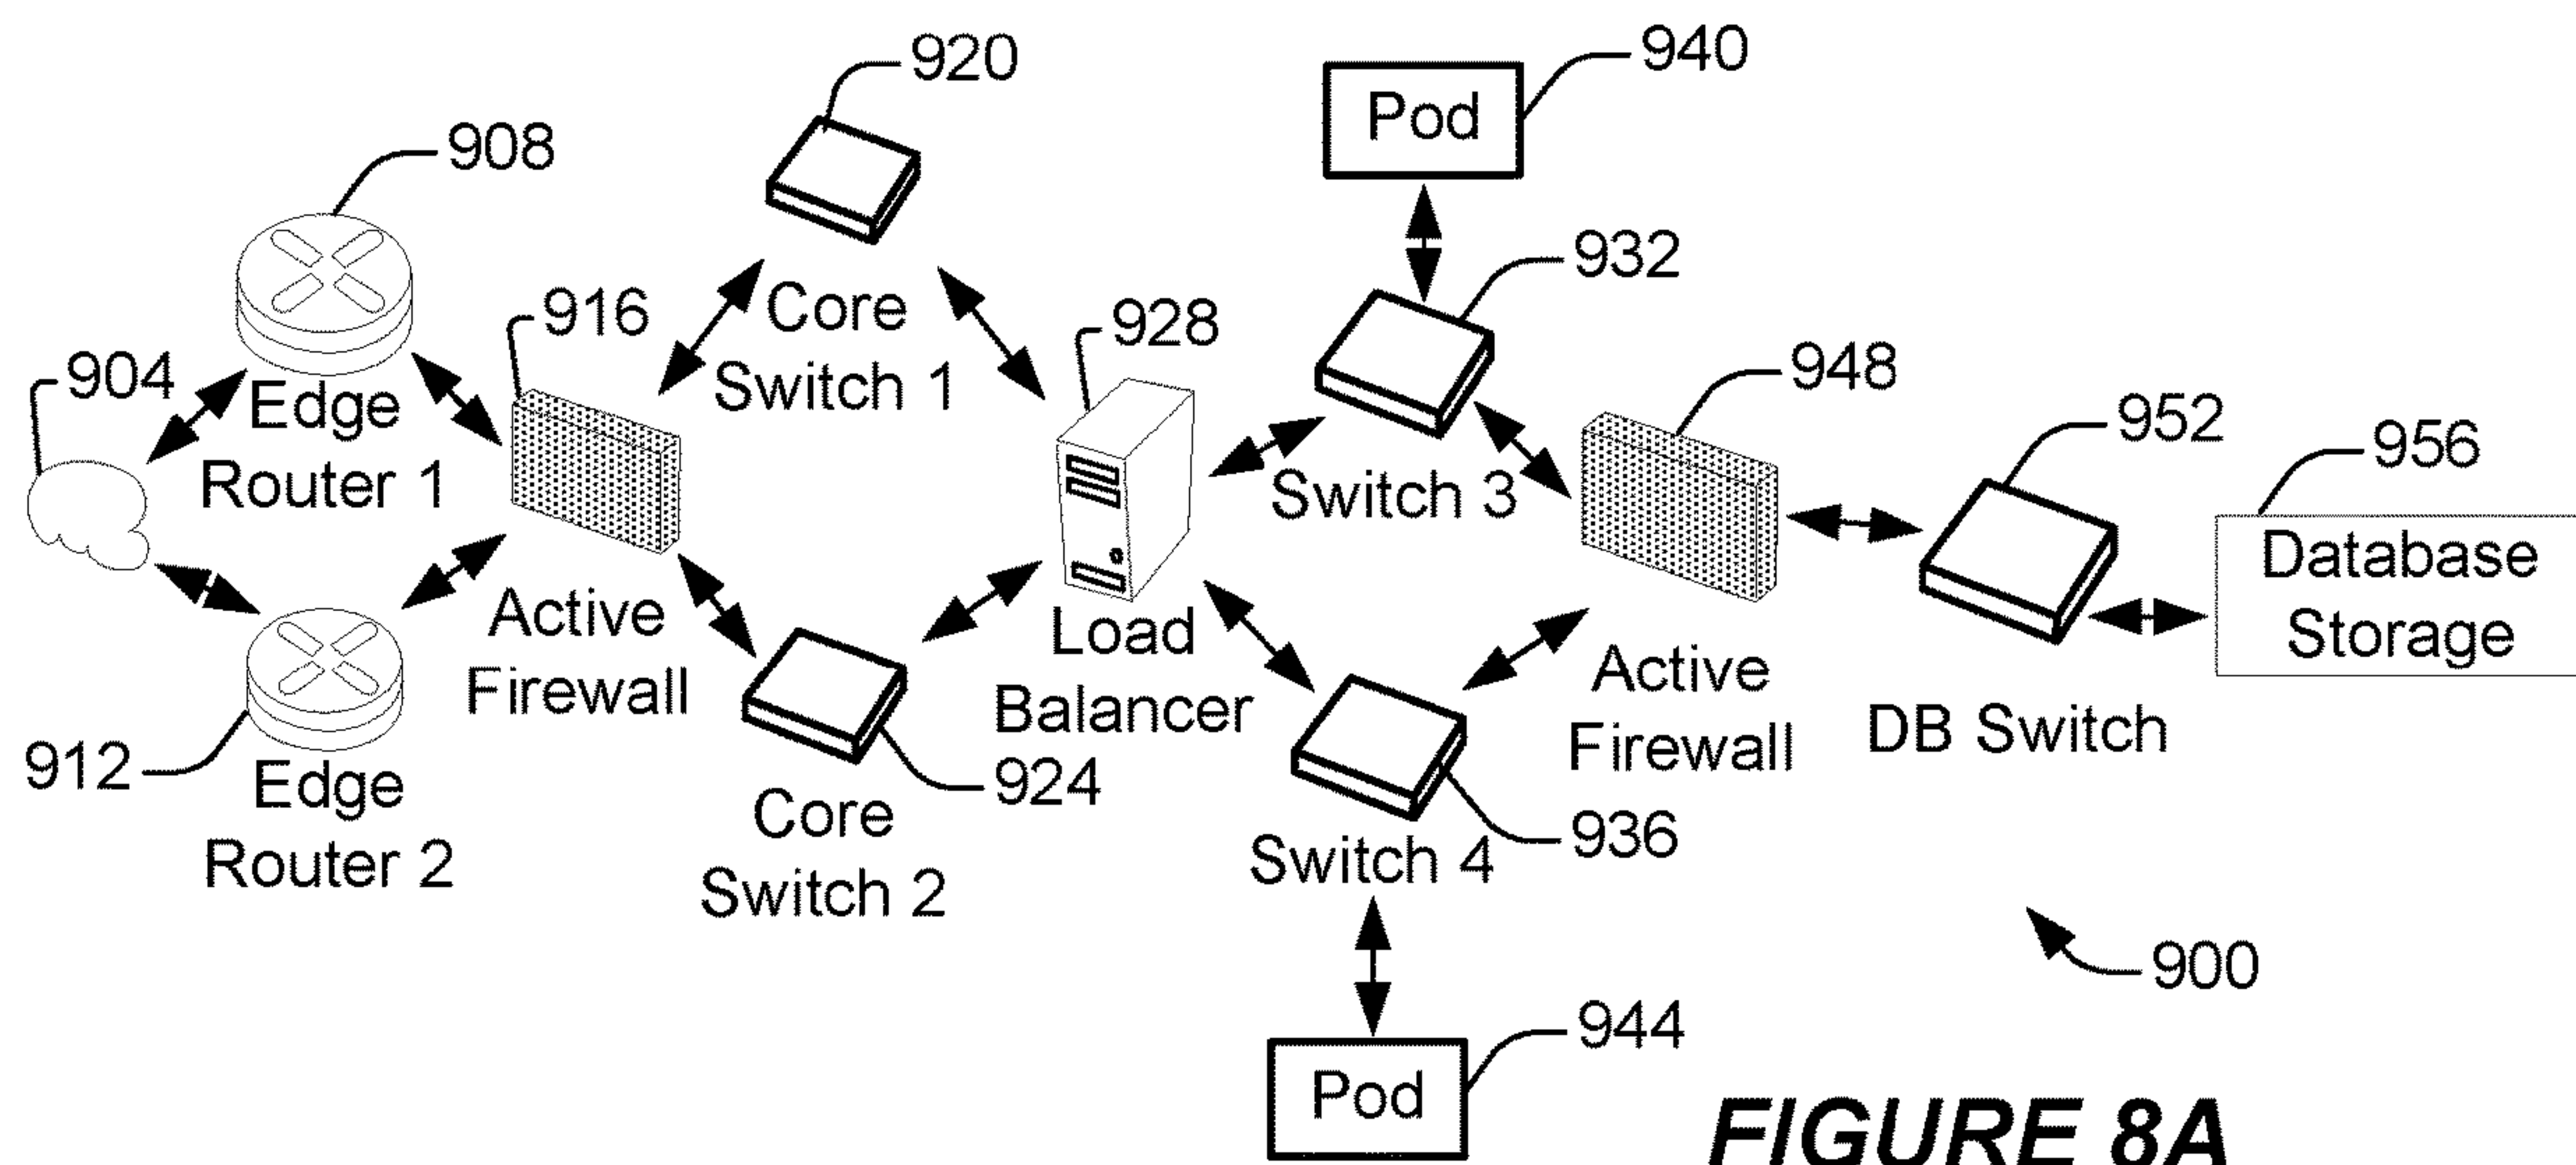 920
940
Pod
908
932
916
Core
Switch 1
928
948
904
Edge
Router 1
952
956
Switch 3
Database
Storage
Active
Firewall
Load
Balancer
Active
Firewall
DB Switch
912
Edge
Router 2
924
Core
Switch 2
936
Switch 4
900
944
Pod
FIGURE 8A